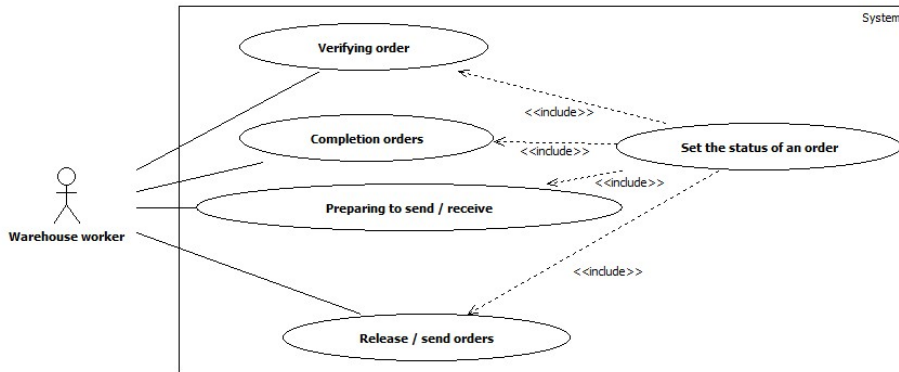 System
Verifying order
<<include>>
Completion orders
<<include>>
Set the status of an order
<<include>>
Preparing to send / receive
Warehouse worker
<<include>>
Release / send orders